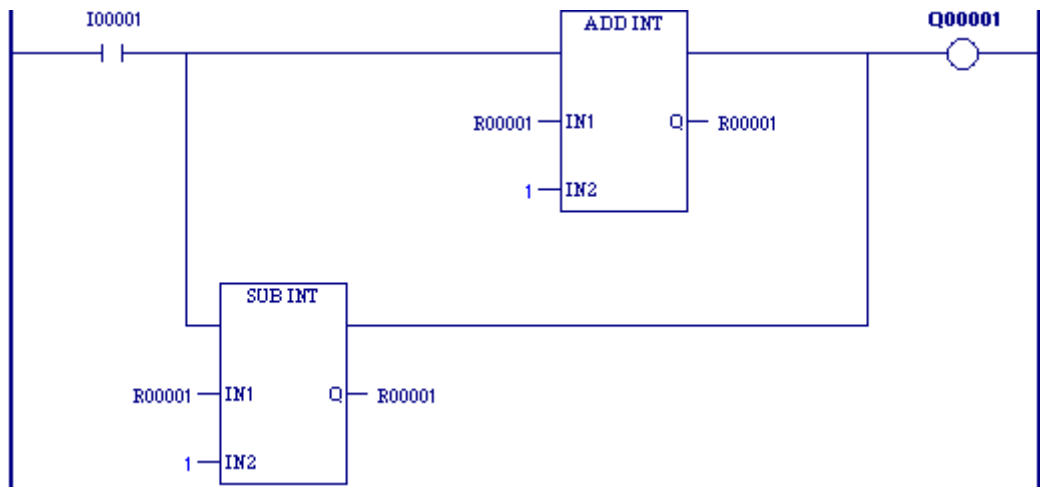 I00001
ADD INT
Q00001
R00001 IN1 Q R00001
1 IN2
SUB INT
R00001 IN1 Q R00001
1 IN2